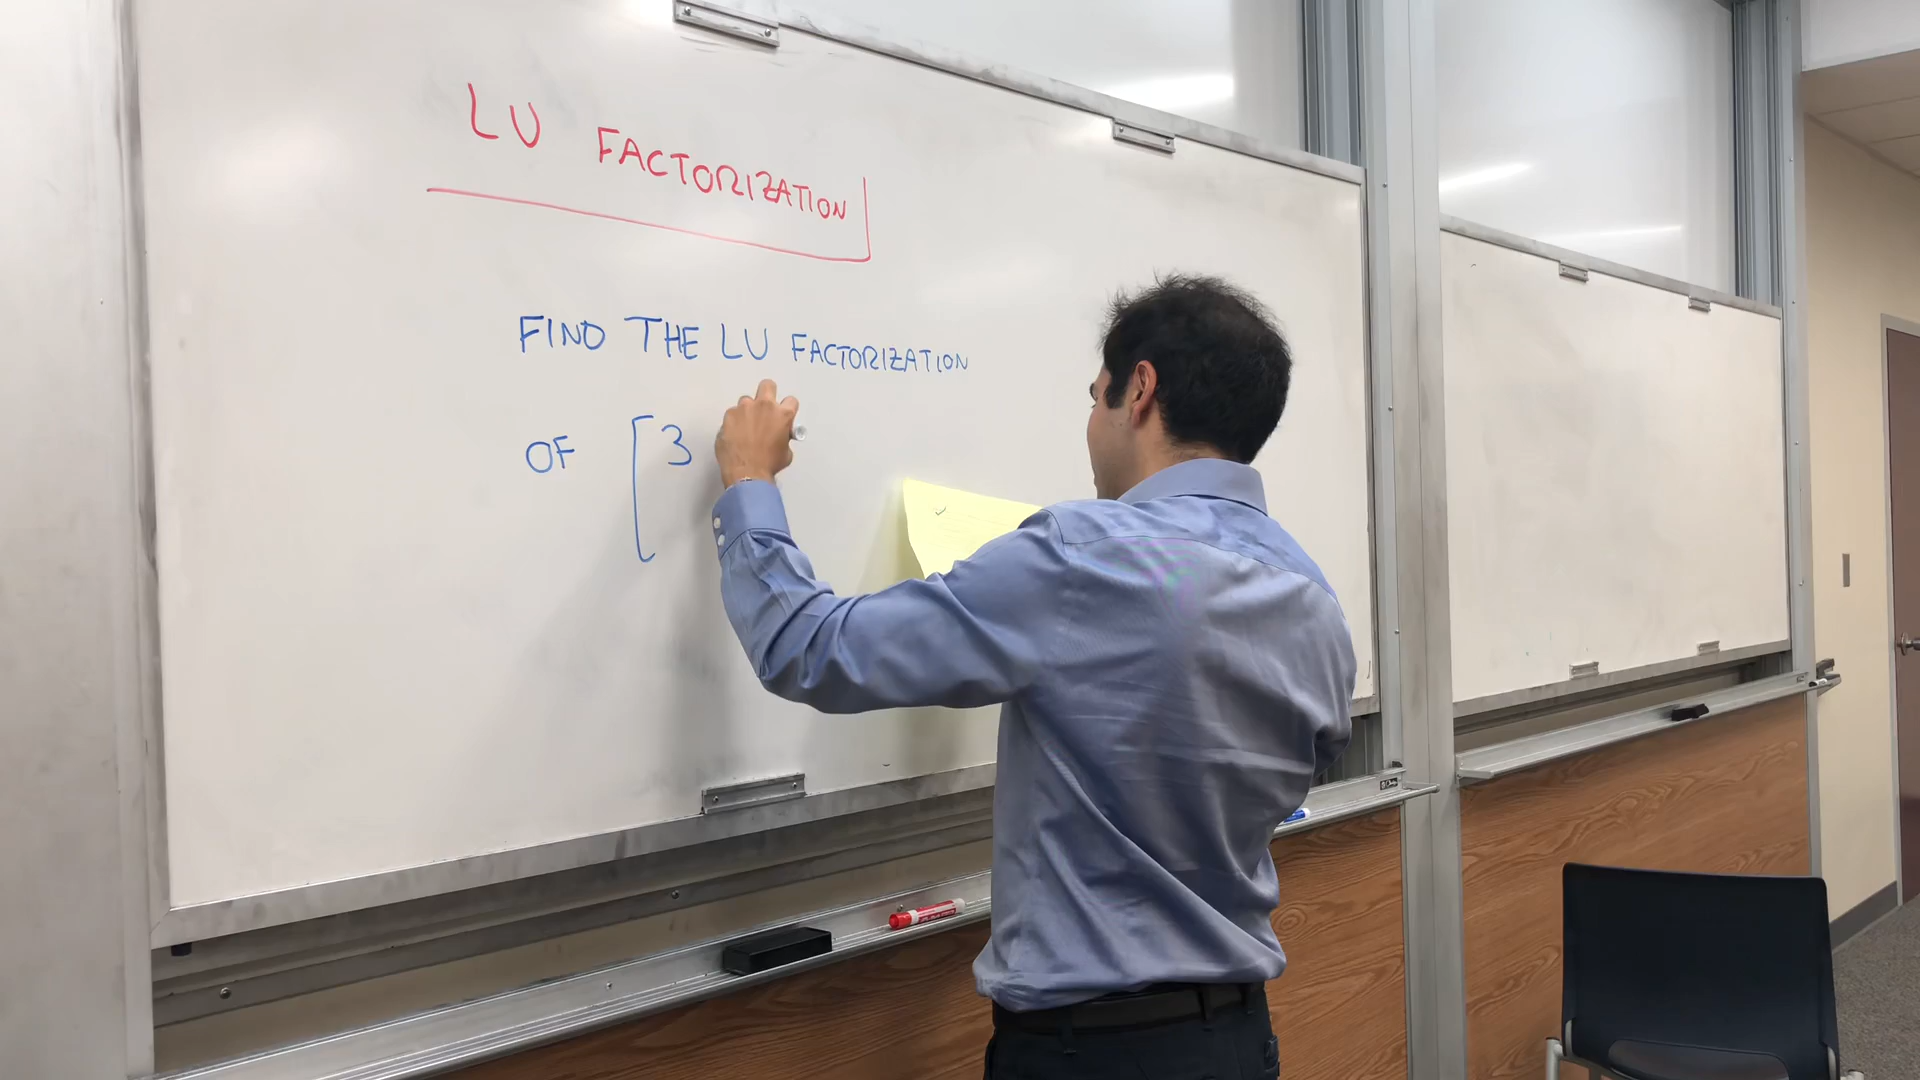 LU FACTORIZATION
FIND THE LU FACTORIZATION
OF [3